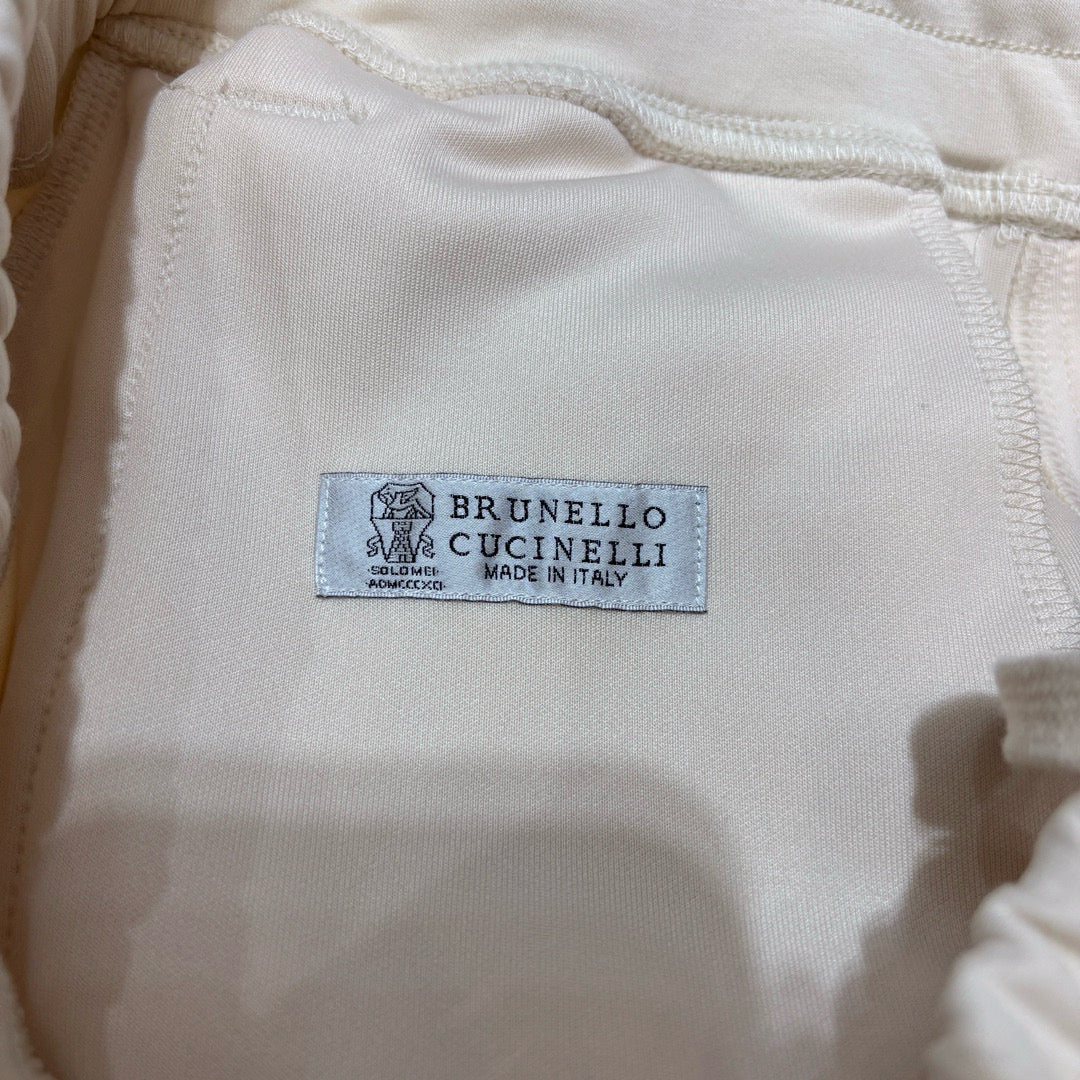 BRUNELLO
CUCINELLI
MADE IN ITALY
·SOLOMEI·
·ADMCCCXCI·